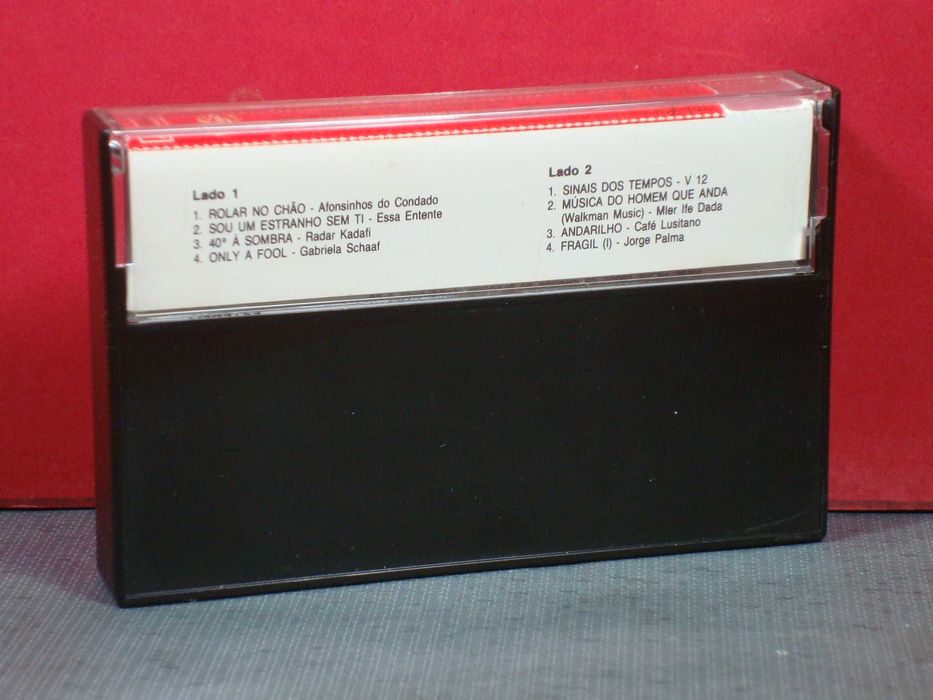 Lado 1
1. ROLAR NO CHÃO - Afonsinhos do Condado
2. SOU UM ESTRANHO SEM TI - Essa Entente
3. 40º À SOMBRA - Radar Kadafi
4. ONLY A FOOL - Gabriela Schaaf
Lado 2
1. SINAIS DOS TEMPOS - V 12
2. MÚSICA DO HOMEM QUE ANDA
(Walkman Music) - Mler Ife Dada
3. ANDARILHO - Café Lusitano
4. FRAGIL (I) - Jorge Palma